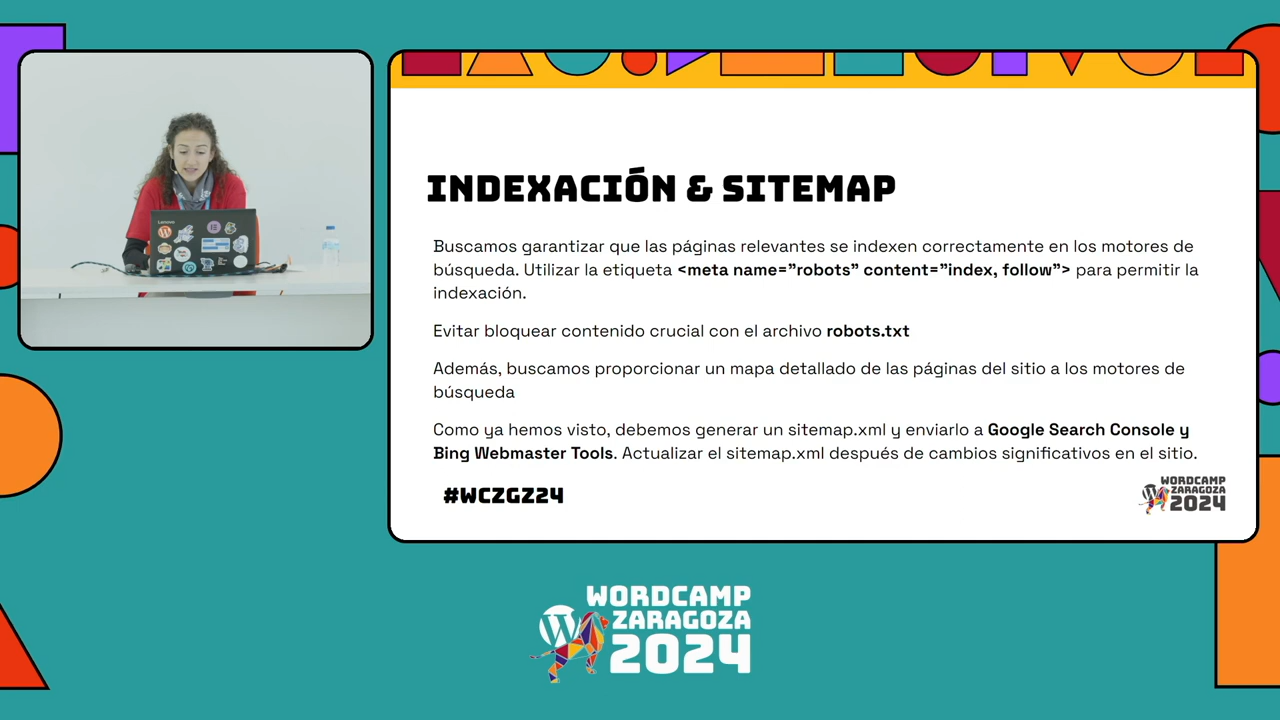 INDEXACIÓN & SITEMAP
Buscamos garantizar que las páginas relevantes se indexen correctamente en los motores de
búsqueda. Utilizar la etiqueta <meta name=”robots” content=”index, follow”> para permitir la
indexación.
Evitar bloquear contenido crucial con el archivo robots.txt
Además, buscamos proporcionar un mapa detallado de las páginas del sitio a los motores de
búsqueda
Como ya hemos visto, debemos generar un sitemap.xml y enviarlo a Google Search Console y
Bing Webmaster Tools. Actualizar el sitemap.xml después de cambios significativos en el sitio.
#WCZGZ24
WORDCAMP
ZARAGOZA
2024
Lenovo
WORDCAMP
ZARAGOZA
2024